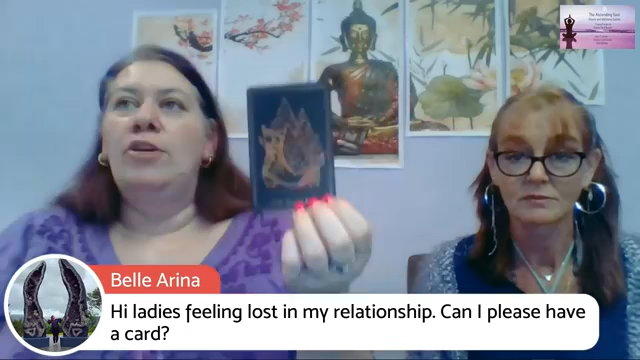 The Ascending Soul
Belle Arina
Hi ladies feeling lost in my relationship. Can I please have
a card?